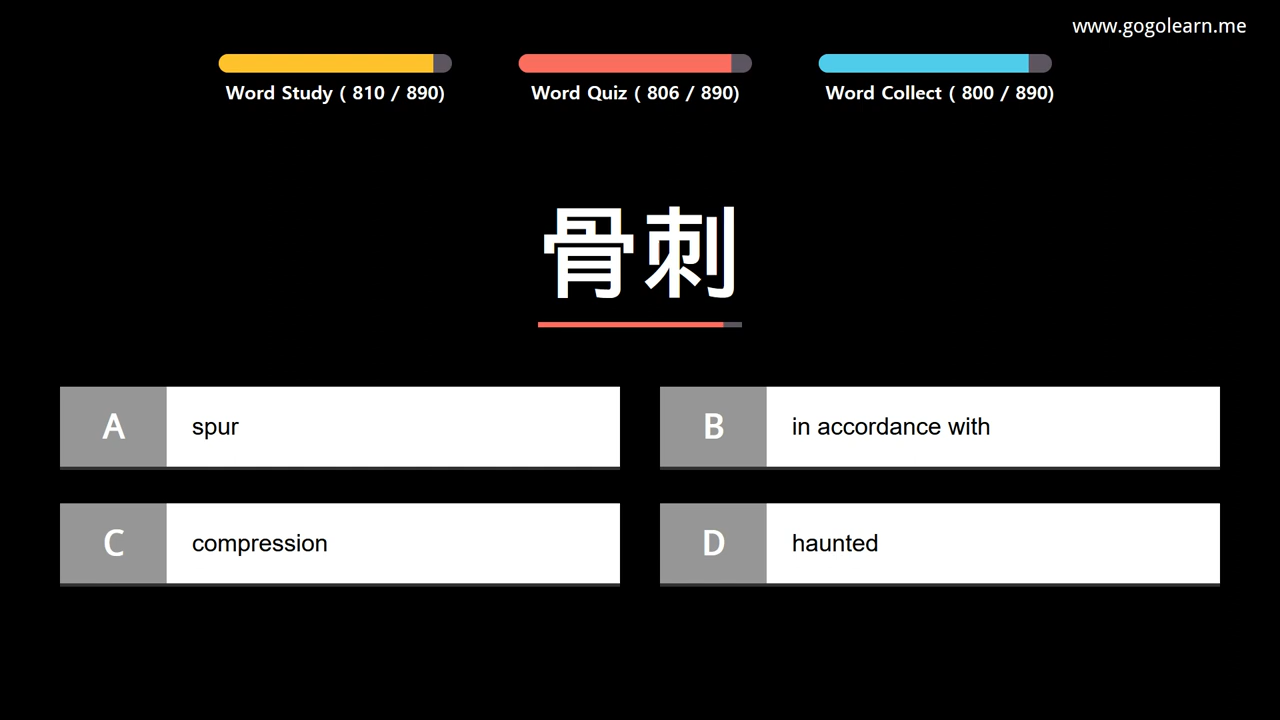 www.gogolearn.me
Word Study ( 810 / 890)
Word Quiz ( 806 / 890)
Word Collect ( 800 / 890)
骨刺
A spur
B in accordance with
C compression
D haunted